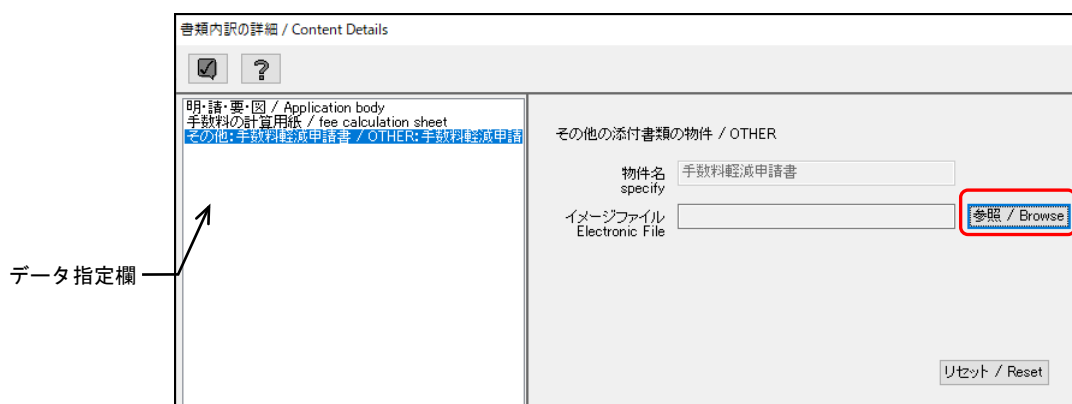 書類内訳の詳細 / Content Details
?
明・請・要・図 / Application body
手数料の計算用紙 / fee calculation sheet
その他:手数料軽減申請書 / OTHER:手数料軽減申請
データ指定欄
その他の添付書類の物件 / OTHER
物件名 手数料軽減申請書
specify
イメージファイル 参照 / Browse
Electronic File
リセット / Reset